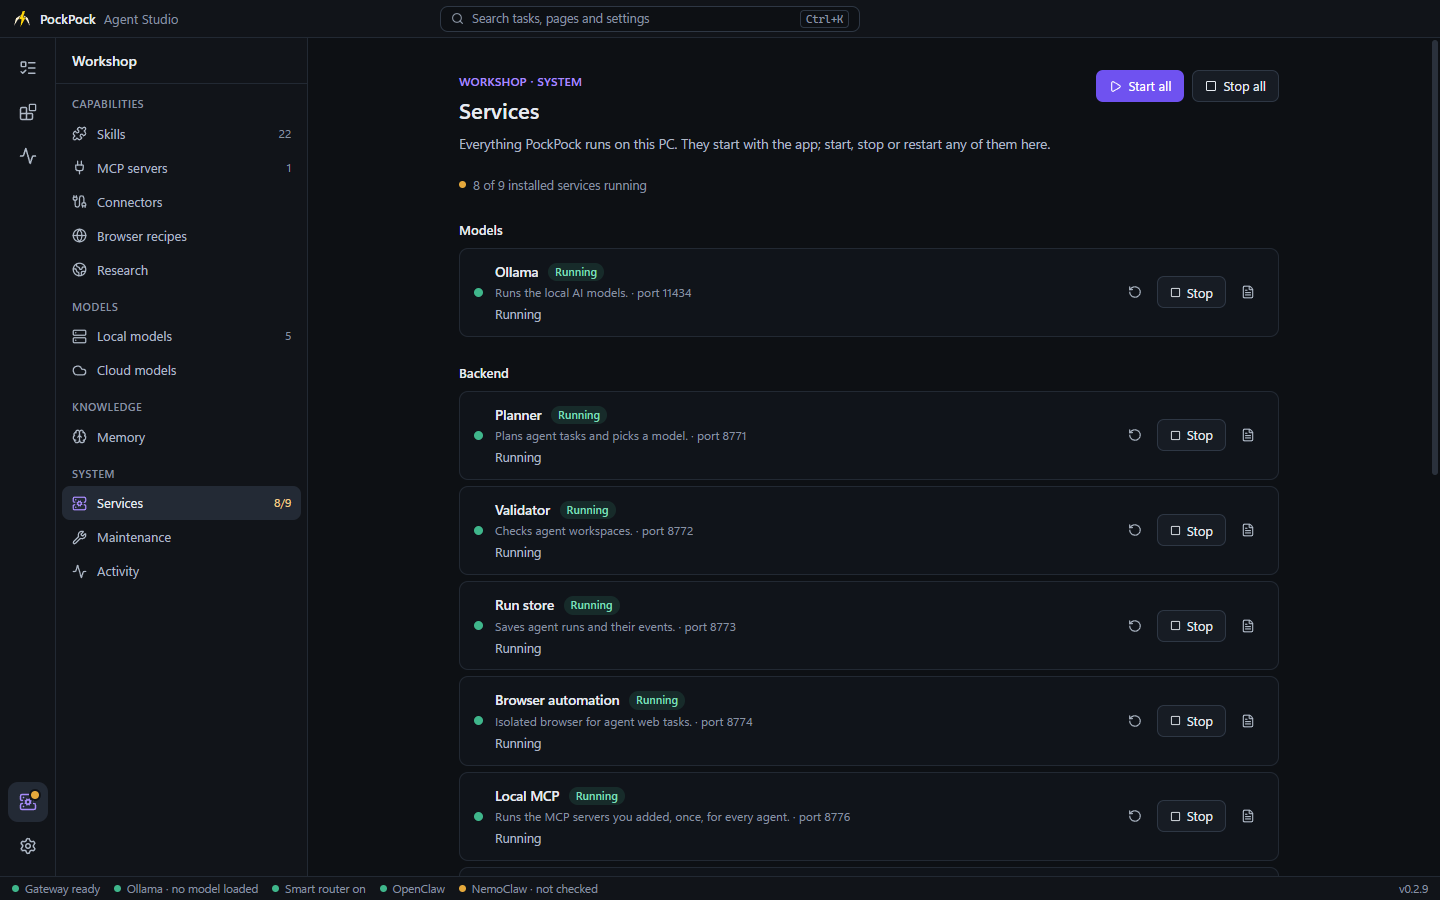 PockPock Agent Studio
Search tasks, pages and settings
Ctrl+K
Workshop
CAPABILITIES
Skills 22
MCP servers 1
Connectors
Browser recipes
Research
MODELS
Local models 5
Cloud models
KNOWLEDGE
Memory
SYSTEM
Services 8/9
Maintenance
Activity
WORKSHOP · SYSTEM
Start all
Stop all
Services
Everything PockPock runs on this PC. They start with the app; start, stop or restart any of them here.
8 of 9 installed services running
Models
Ollama Running
Runs the local AI models. · port 11434
Running
Stop
Backend
Planner Running
Plans agent tasks and picks a model. · port 8771
Running
Stop
Validator Running
Checks agent workspaces. · port 8772
Running
Stop
Run store Running
Saves agent runs and their events. · port 8773
Running
Stop
Browser automation Running
Isolated browser for agent web tasks. · port 8774
Running
Stop
Local MCP Running
Runs the MCP servers you added, once, for every agent. · port 8776
Running
Stop
Gateway ready
Ollama · no model loaded
Smart router on
OpenClaw
NemoClaw · not checked
v0.2.9